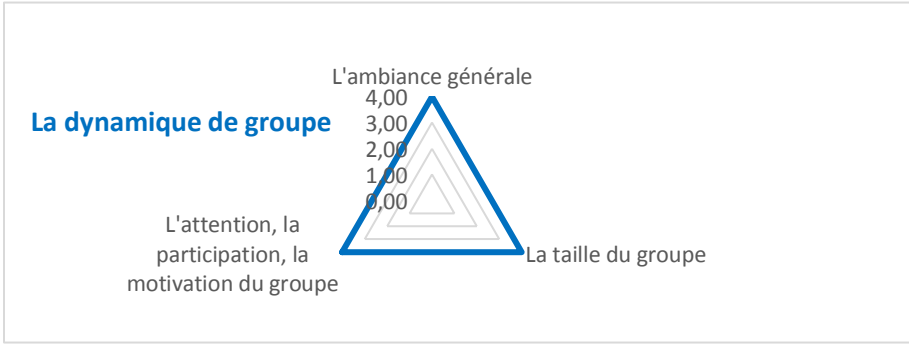 L'ambiance générale
La dynamique de groupe
4,00
3,00
2,00
1,00
0,00
L'attention, la
participation, la
motivation du groupe
La taille du groupe